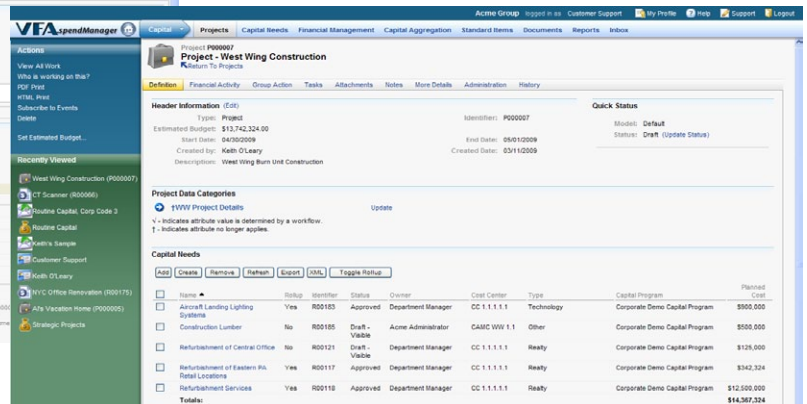 Acme Group logged in as Customer Support My Profile Help Support Logout
VFA.spendManager
Capital Projects Capital Needs Financial Management Capital Aggregation Standard Items Documents Reports Inbox
Actions
View All Work
Who is working on this?
PDF Print
HTML Print
Subscribe to Events
Delete
Set Estimated Budget...
Recently Viewed
West Wing Construction (P000007)
CT Scanner (R00066)
Routine Capital, Corp Code 3
Routine Capital
Keith's Sample
Customer Support
Keith O'Leary
NYC Office Renovation (R00175)
Al's Vacation Home (P000005)
Strategic Projects
Project P000007
Project - West Wing Construction
Return To Projects
Definition Financial Activity Group Action Tasks Attachments Notes More Details Administration History
Header Information (Edit)
Type: Project Identifier: P000007
Estimated Budget: $13,742,324.00
Start Date: 04/30/2009 End Date: 05/01/2009
Created by: Keith O'Leary Created Date: 03/11/2009
Description: West Wing Burn Unit Construction
Quick Status
Model: Default
Status: Draft (Update Status)
Project Data Categories
†WW Project Details Update
√ - Indicates attribute value is determined by a workflow.
† - Indicates attribute no longer applies.
Capital Needs
Add Create Remove Refresh Export XML Toggle Rollup
Name Rollup Identifier Status Owner Cost Center Type Capital Program Planned Cost
Aircraft Landing Lighting Systems Yes R00183 Approved Department Manager CC 1.1.1.1.1 Technology Corporate Demo Capital Program $900,000
Construction Lumber No R00185 Draft - Visible Acme Administrator CAMC WW 1.1 Other Corporate Demo Capital Program $500,000
Refurbishment of Central Office No R00121 Draft - Visible Department Manager CC 1.1.1.1.1 Realty Corporate Demo Capital Program $125,000
Refurbishment of Eastern PA Retail Locations Yes R00117 Approved Department Manager CC 1.1.1.1.1 Realty Corporate Demo Capital Program $342,324
Refurbishment Services Yes R00118 Approved Department Manager CC 1.1.1.1.1 Realty Corporate Demo Capital Program $12,500,000
Totals: $14,367,324